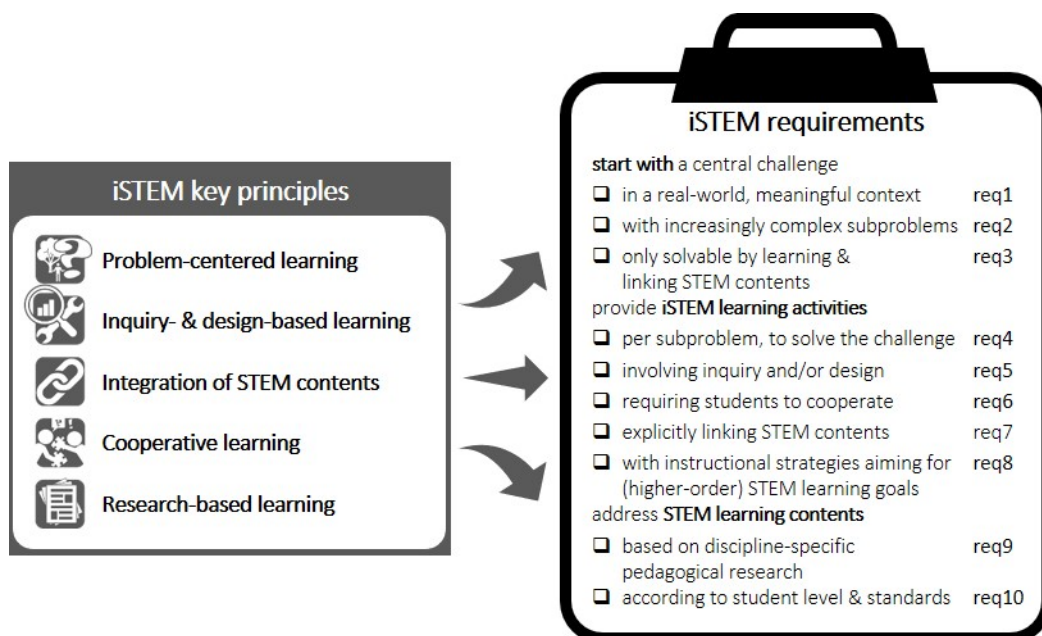 iSTEM key principles
Problem-centered learning
Inquiry- & design-based learning
Integration of STEM contents
Cooperative learning
Research-based learning
iSTEM requirements
start with a central challenge
in a real-world, meaningful context req1
with increasingly complex subproblems req2
only solvable by learning & req3
linking STEM contents
provide iSTEM learning activities
per subproblem, to solve the challenge req4
involving inquiry and/or design req5
requiring students to cooperate req6
explicitly linking STEM contents req7
with instructional strategies aiming for req8
(higher-order) STEM learning goals
address STEM learning contents
based on discipline-specific req9
pedagogical research
according to student level & standards req10